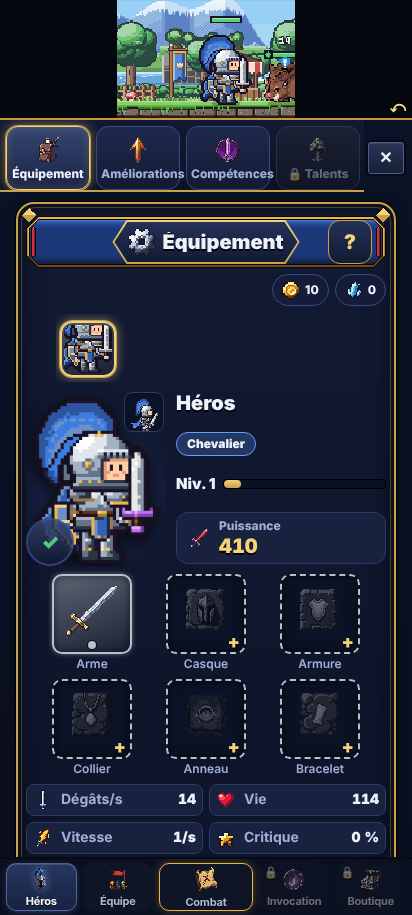 14
Équipement
Améliorations
Compétences
Talents
×
Équipement
?
10
0
Héros
Chevalier
Niv. 1
Puissance
410
Arme
Casque
Armure
Collier
Anneau
Bracelet
Dégâts/s 14
Vie 114
Vitesse 1/s
Critique 0 %
Héros
Équipe
Combat
Invocation
Boutique